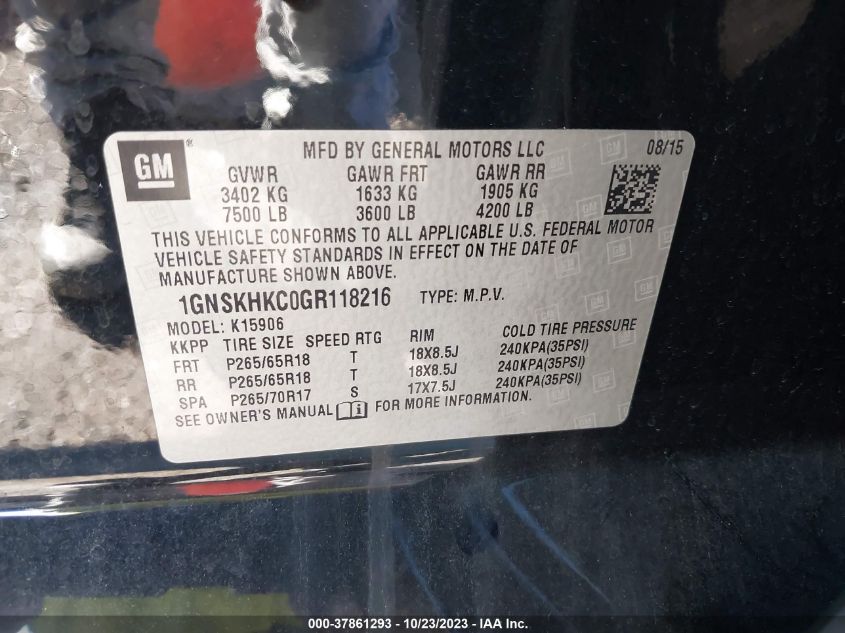 GM ®
MFD BY GENERAL MOTORS LLC 08/15
GVWR GAWR FRT GAWR RR
3402 KG 1633 KG 1905 KG
7500 LB 3600 LB 4200 LB
THIS VEHICLE CONFORMS TO ALL APPLICABLE U.S. FEDERAL MOTOR
VEHICLE SAFETY STANDARDS IN EFFECT ON THE DATE OF
MANUFACTURE SHOWN ABOVE.
1GNSKHKC0GR118216 TYPE: M.P.V.
MODEL: K15906
KKPP TIRE SIZE SPEED RTG RIM COLD TIRE PRESSURE
FRT P265/65R18 T 18X8.5J 240KPA(35PSI)
RR P265/65R18 T 18X8.5J 240KPA(35PSI)
SPA P265/70R17 S 17X7.5J 240KPA(35PSI)
SEE OWNER'S MANUAL i FOR MORE INFORMATION.
000-37861293 - 10/23/2023 - IAA Inc.